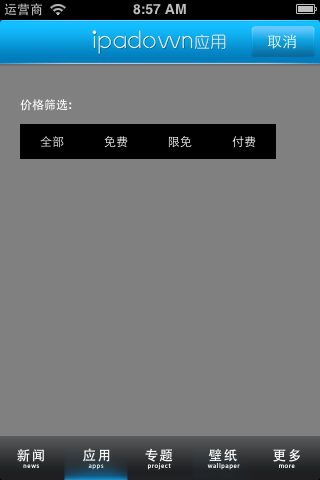 运营商 8:57 AM
ipadown应用 取消
价格筛选:
全部 免费 限免 付费
新闻 应用 专题 壁纸 更多
news apps project wallpaper more